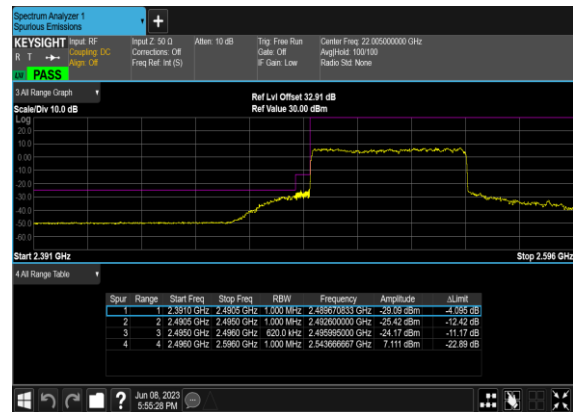 Spectrum Analyzer 1
Spurious Emissions
KEYSIGHT Input: RF Input Z: 50 Ω Atten: 10 dB Trig: Free Run Center Freq: 22.005000000 GHz
R T Coupling: DC Corrections: Off Gate: Off Avg|Hold: 100/100
Align: Off Freq Ref: Int (S) IF Gain: Low Radio Std: None
PASS
3 All Range Graph
Ref Lvl Offset 32.91 dB
Scale/Div 10.0 dB Ref Value 30.00 dBm
Log
20.0
10.0
0.00
-10.0
-20.0
-30.0
-40.0
-50.0
-60.0
Start 2.391 GHz Stop 2.596 GHz
4 All Range Table
Spur Range Start Freq Stop Freq RBW Frequency Amplitude ΔLimit
1 1 2.3910 GHz 2.4905 GHz 1.000 MHz 2.489670833 GHz -29.09 dBm -4.095 dB
2 2 2.4905 GHz 2.4950 GHz 1.000 MHz 2.492600000 GHz -25.42 dBm -12.42 dB
3 3 2.4950 GHz 2.4960 GHz 620.0 kHz 2.495995000 GHz -24.17 dBm -11.17 dB
4 4 2.4960 GHz 2.5960 GHz 1.000 MHz 2.543666667 GHz 7.111 dBm -22.89 dB
? Jun 08, 2023
5:55:28 PM